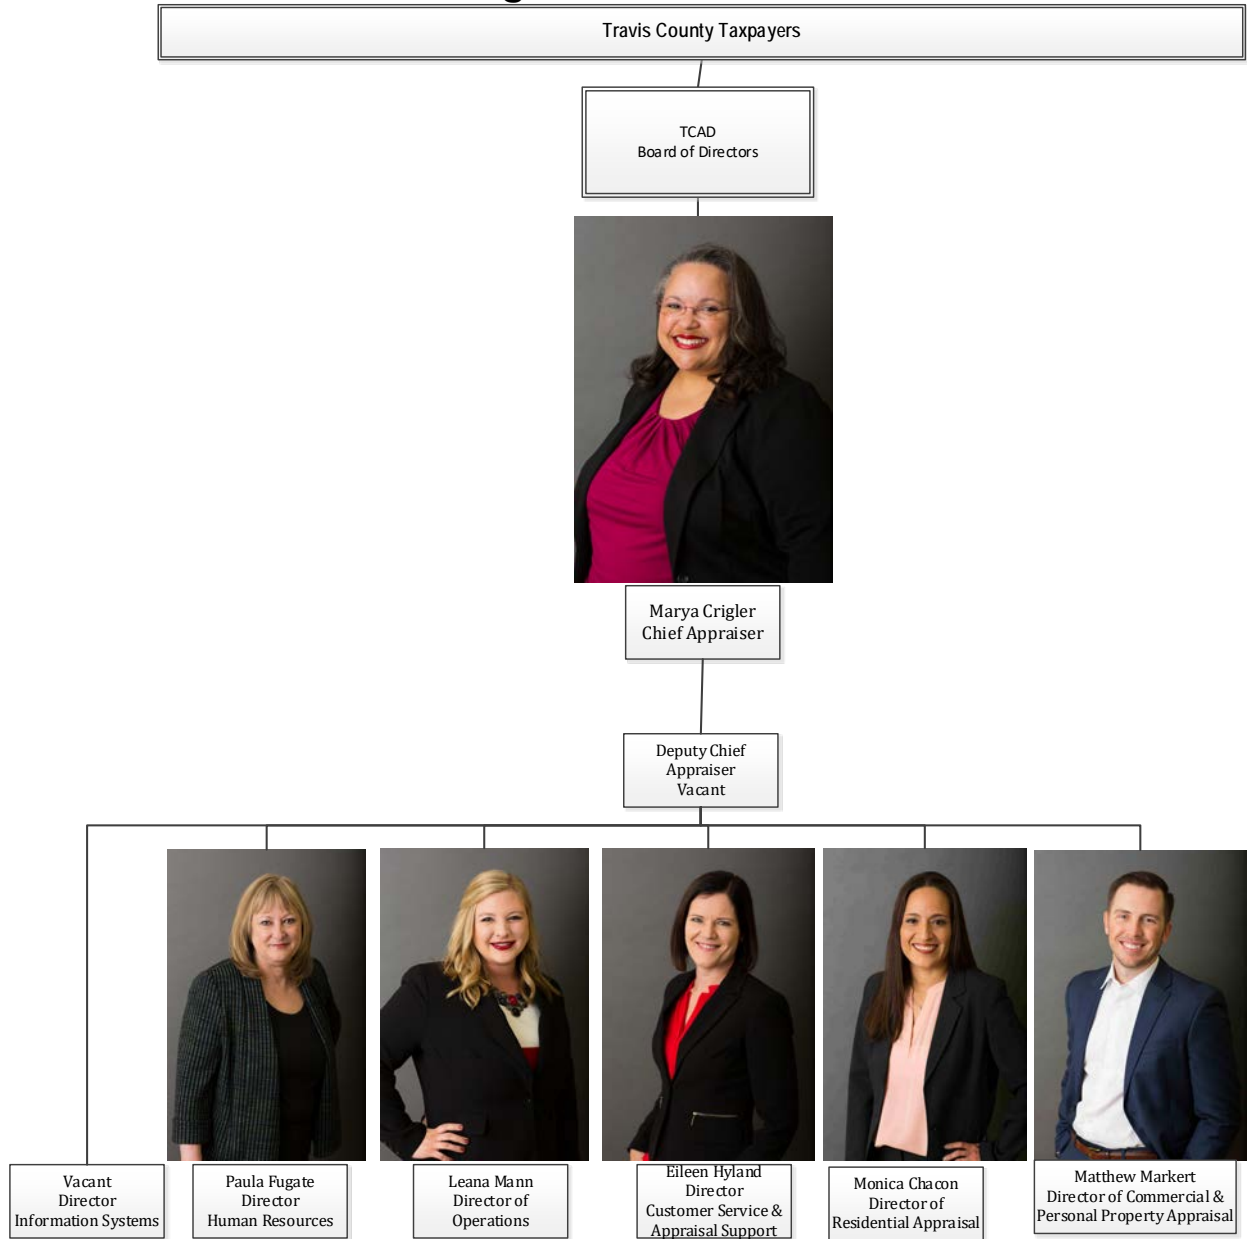 Travis County Taxpayers
TCAD
Board of Directors
Marya Crigler
Chief Appraiser
Deputy Chief
Appraiser
Vacant
Vacant
Director
Information Systems
Paula Fugate
Director
Human Resources
Leana Mann
Director of
Operations
Eileen Hyland
Director
Customer Service &
Appraisal Support
Monica Chacon
Director of
Residential Appraisal
Matthew Markert
Director of Commercial &
Personal Property Appraisal